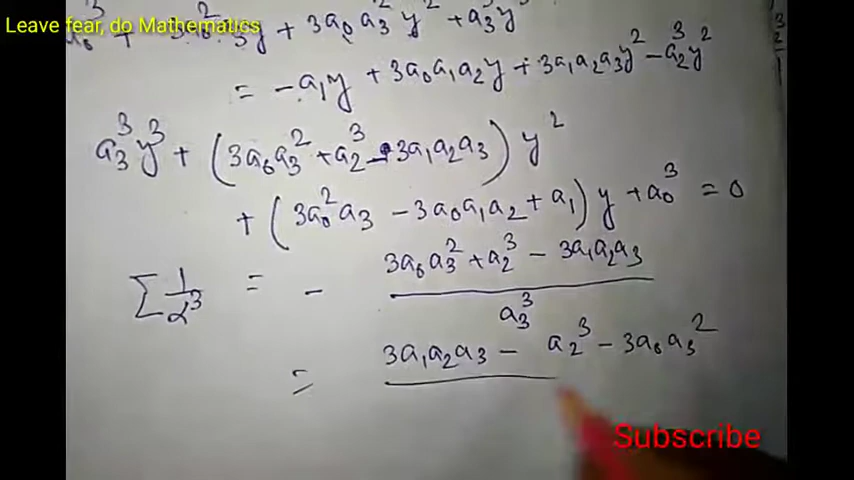 Leave fear, do Mathematics
y + 3a₀a₃²y² + a₃³y³
= -a₁y + 3a₀a₁a₂y + 3a₁a₂a₃y² - a₂³y²
a₃³y³ + (3a₀a₃² + a₂³ - 3a₁a₂a₃) y²
+ (3a₀²a₃ - 3a₀a₁a₂ + a₁) y + a₀³ = 0
∑ 1/α³ = - (3a₀a₃² + a₂³ - 3a₁a₂a₃)/a₃³
= 3a₁a₂a₃ - a₂³ - 3a₀a₃²
Subscribe